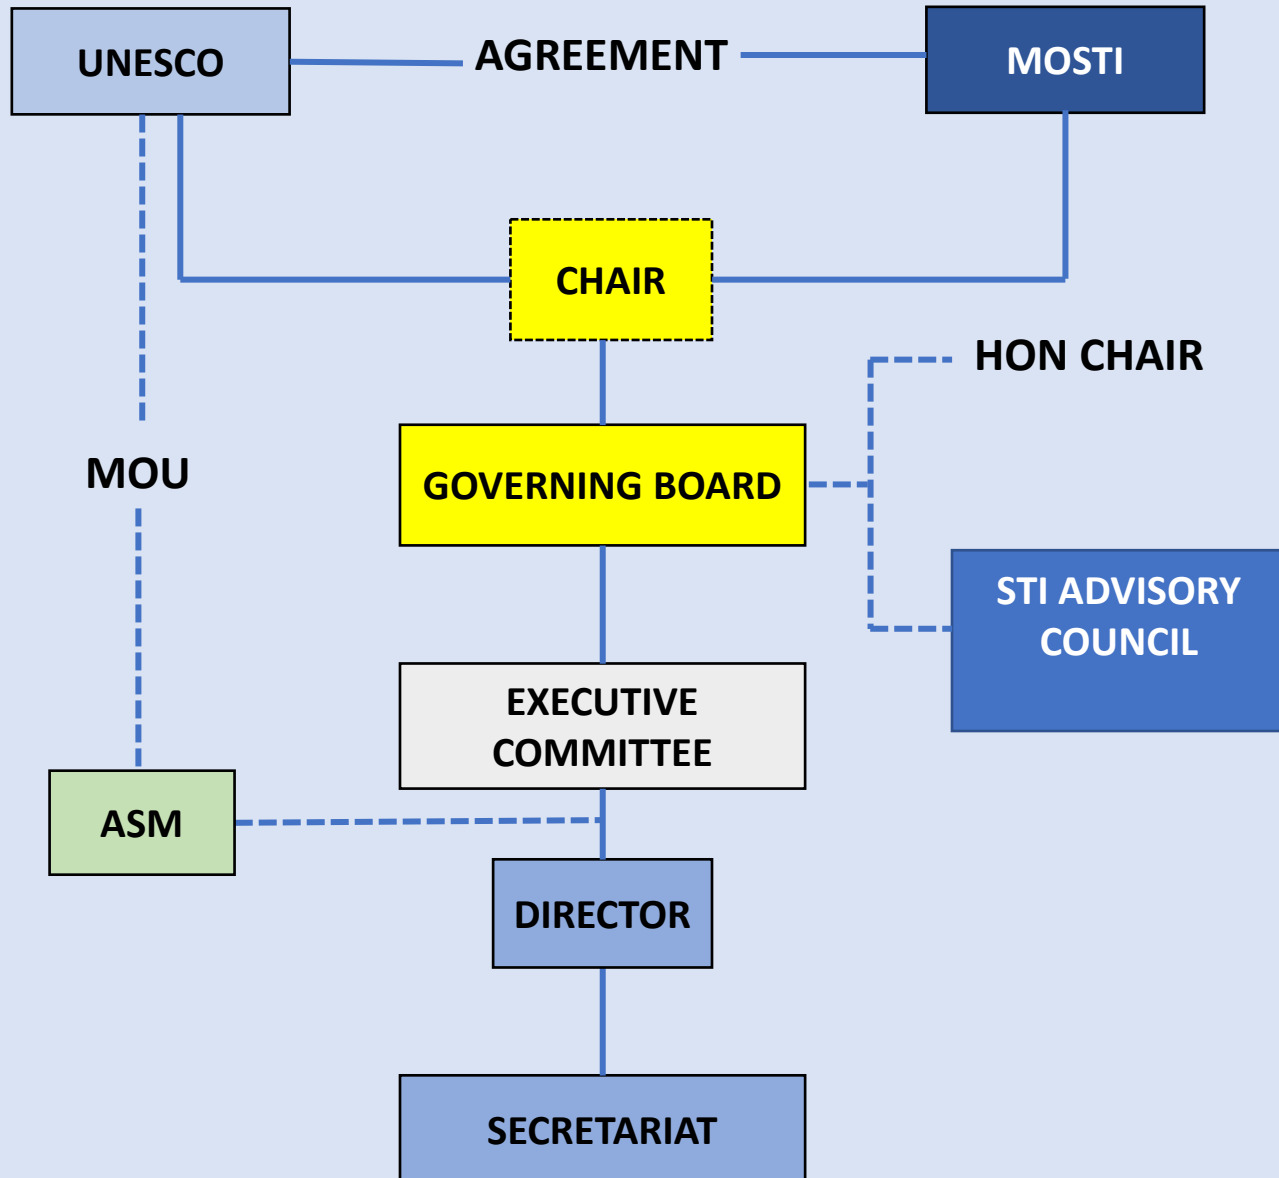 UNESCO
AGREEMENT
MOSTI
CHAIR
HON CHAIR
MOU
GOVERNING BOARD
STI ADVISORY
COUNCIL
EXECUTIVE
COMMITTEE
ASM
DIRECTOR
SECRETARIAT